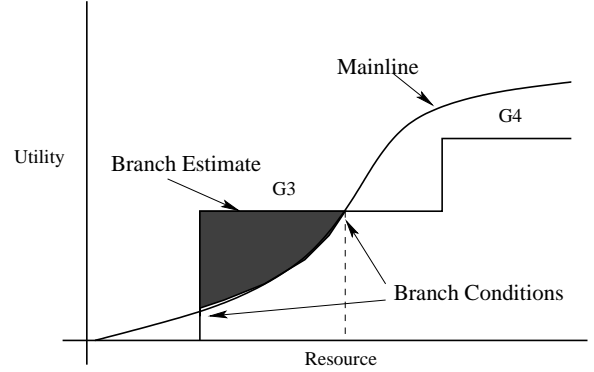 Mainline
G4
Utility
Branch Estimate
G3
Branch Conditions
Resource